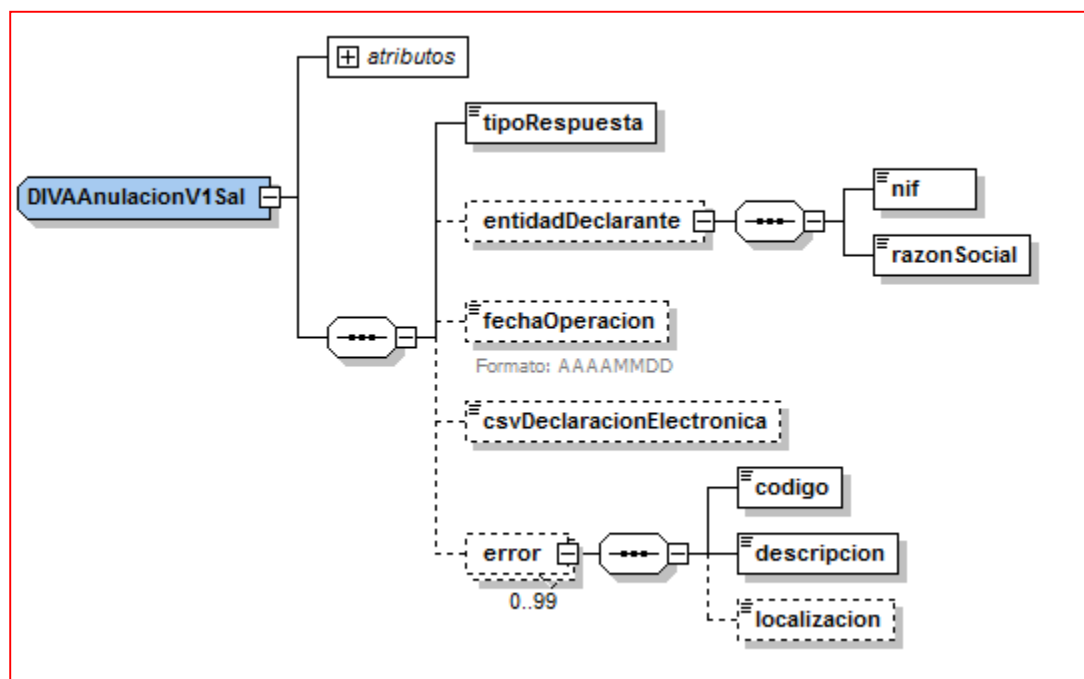 atributos
tipoRespuesta
DIVAAnulacionV1Sal
nif
entidadDeclarante
razonSocial
fechaOperacion
Formato: AAAAMMDD
csvDeclaracionElectronica
codigo
error
descripcion
0..99
localizacion